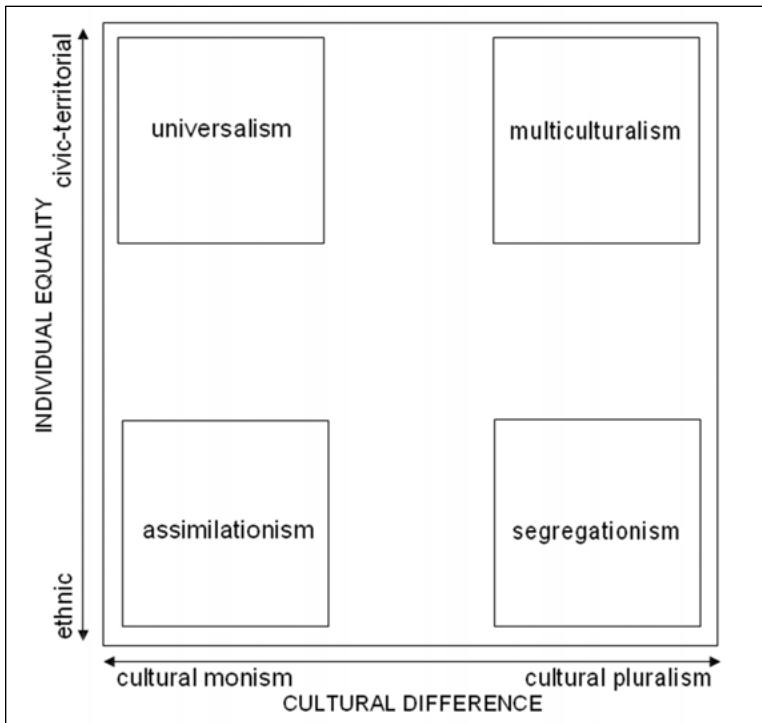 civic-territorial
INDIVIDUAL EQUALITY
ethnic
universalism
multiculturalism
assimilationism
segregationism
cultural monism
cultural pluralism
CULTURAL DIFFERENCE